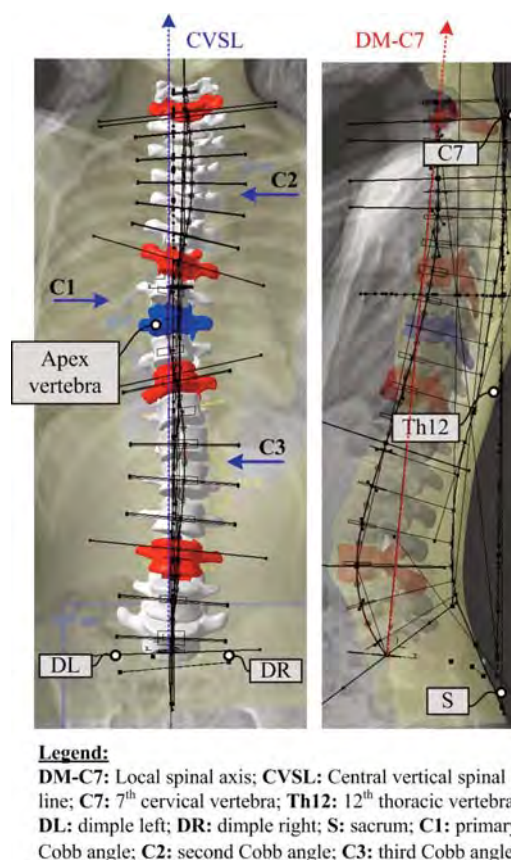 CVSL
DM-C7
C7
C2
C1
Apex
vertebra
Th12
C3
DL
DR
S
Legend:
DM-C7: Local spinal axis; CVSL: Central vertical spinal
line; C7: 7th cervical vertebra; Th12: 12th thoracic vertebra
DL: dimple left; DR: dimple right; S: sacrum; C1: primary
Cobb angle; C2: second Cobb angle; C3: third Cobb angle